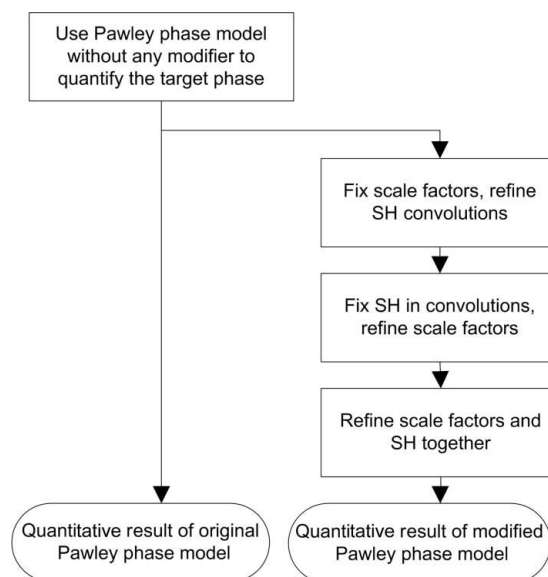 Use Pawley phase model
without any modifier to
quantify the target phase
Fix scale factors, refine
SH convolutions
Fix SH in convolutions,
refine scale factors
Refine scale factors and
SH together
Quantitative result of original
Pawley phase model
Quantitative result of modified
Pawley phase model